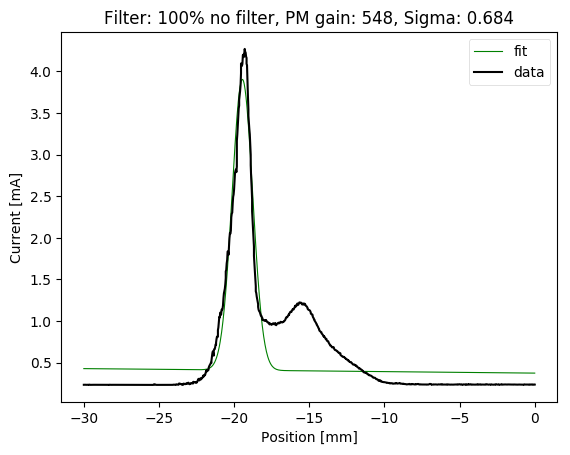 Filter: 100% no filter, PM gain: 548, Sigma: 0.684
fit
data
4.0
3.5
3.0
2.5
2.0
1.5
1.0
0.5
Current [mA]
−30 −25 −20 −15 −10 −5 0
Position [mm]